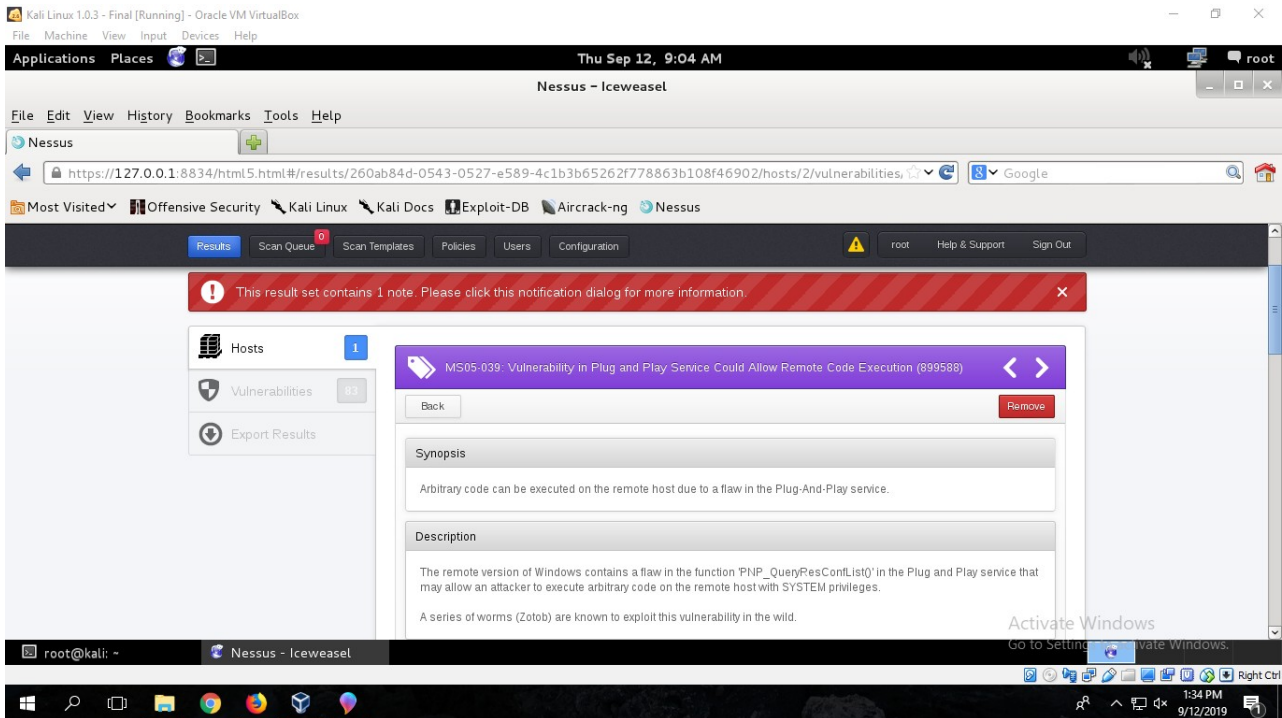 Kali Linux 1.0.3 - Final [Running] - Oracle VM VirtualBox
File Machine View Input Devices Help
Applications Places Thu Sep 12, 9:04 AM root
Nessus - Iceweasel
File Edit View History Bookmarks Tools Help
Nessus
https://127.0.0.1:8834/html5.html#/results/260ab84d-0543-0527-e589-4c1b3b65262f778863b108f46902/hosts/2/vulnerabilities/ Google
Most Visited Offensive Security Kali Linux Kali Docs Exploit-DB Aircrack-ng Nessus
Results Scan Queue 0 Scan Templates Policies Users Configuration root Help & Support Sign Out
This result set contains 1 note. Please click this notification dialog for more information.
Hosts 1
Vulnerabilities 83
Export Results
MS05-039: Vulnerability in Plug and Play Service Could Allow Remote Code Execution (899588)
Back Remove
Synopsis
Arbitrary code can be executed on the remote host due to a flaw in the Plug-And-Play service.
Description
The remote version of Windows contains a flaw in the function 'PNP_QueryResConfList()' in the Plug and Play service that
may allow an attacker to execute arbitrary code on the remote host with SYSTEM privileges.
A series of worms (Zotob) are known to exploit this vulnerability in the wild.
Activate Windows
Go to Settings vate Windows.
root@kali: ~ Nessus - Iceweasel
Right Ctrl
1:34 PM
9/12/2019